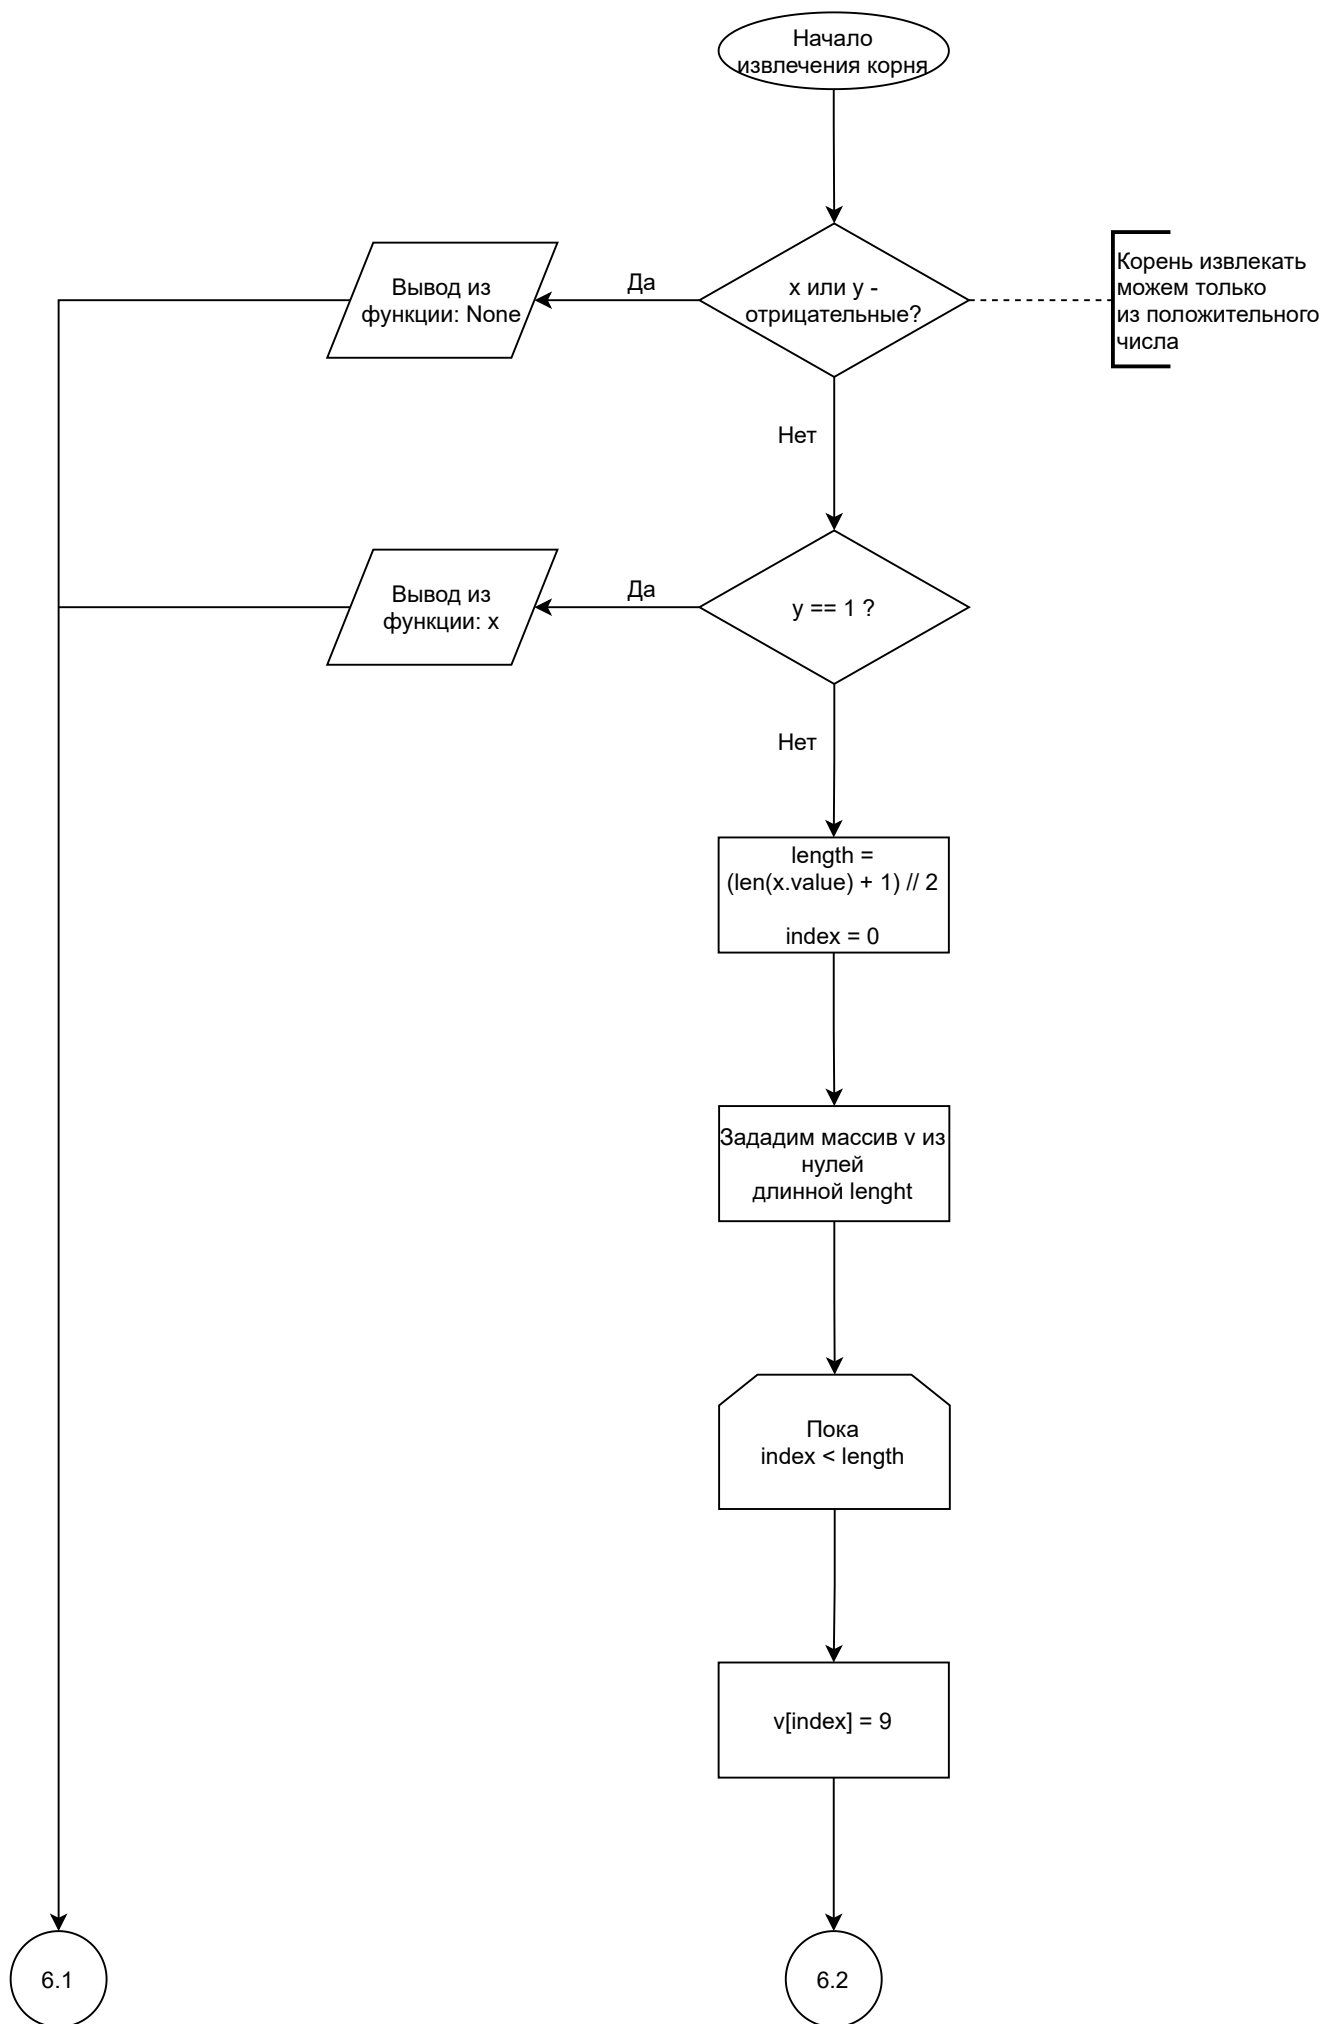 Начало
извлечения корня
Вывод из
функции: None
Да
x или y -
отрицательные?
Корень извлекать
можем только
из положительного
числа
Нет
Вывод из
функции: x
Да
y == 1 ?
Нет
length =
(len(x.value) + 1) // 2
index = 0
Зададим массив v из
нулей
длинной lenght
Пока
index < length
v[index] = 9
6.1
6.2